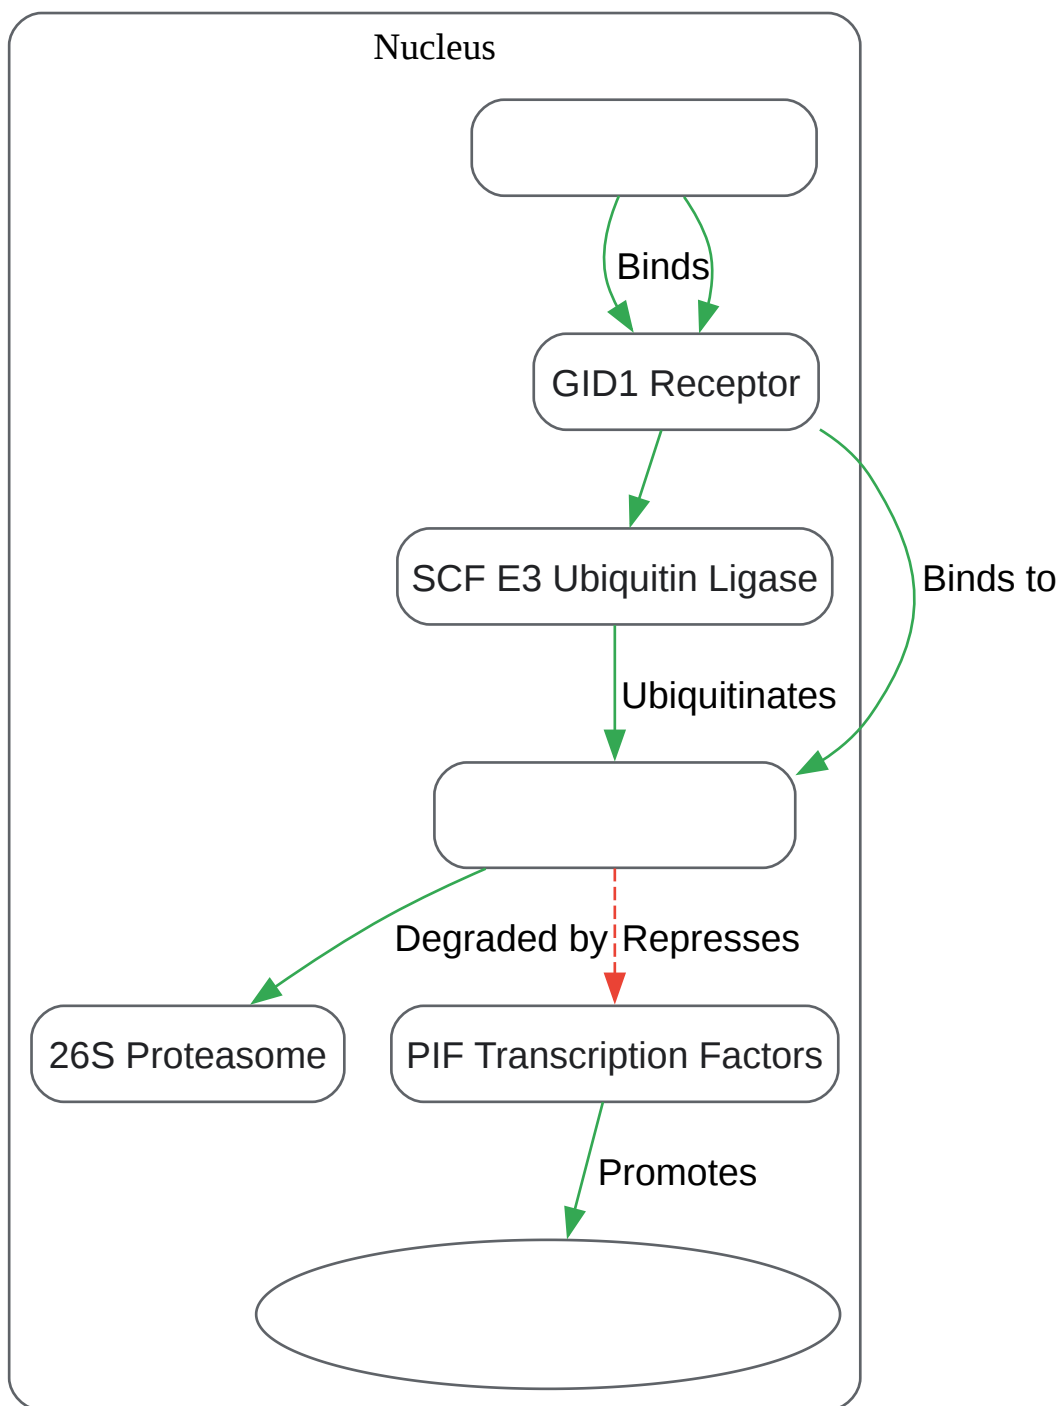 Nucleus
Binds
GID1 Receptor
SCF E3 Ubiquitin Ligase
Binds to
Ubiquitinates
Degraded by
Represses
26S Proteasome
PIF Transcription Factors
Promotes